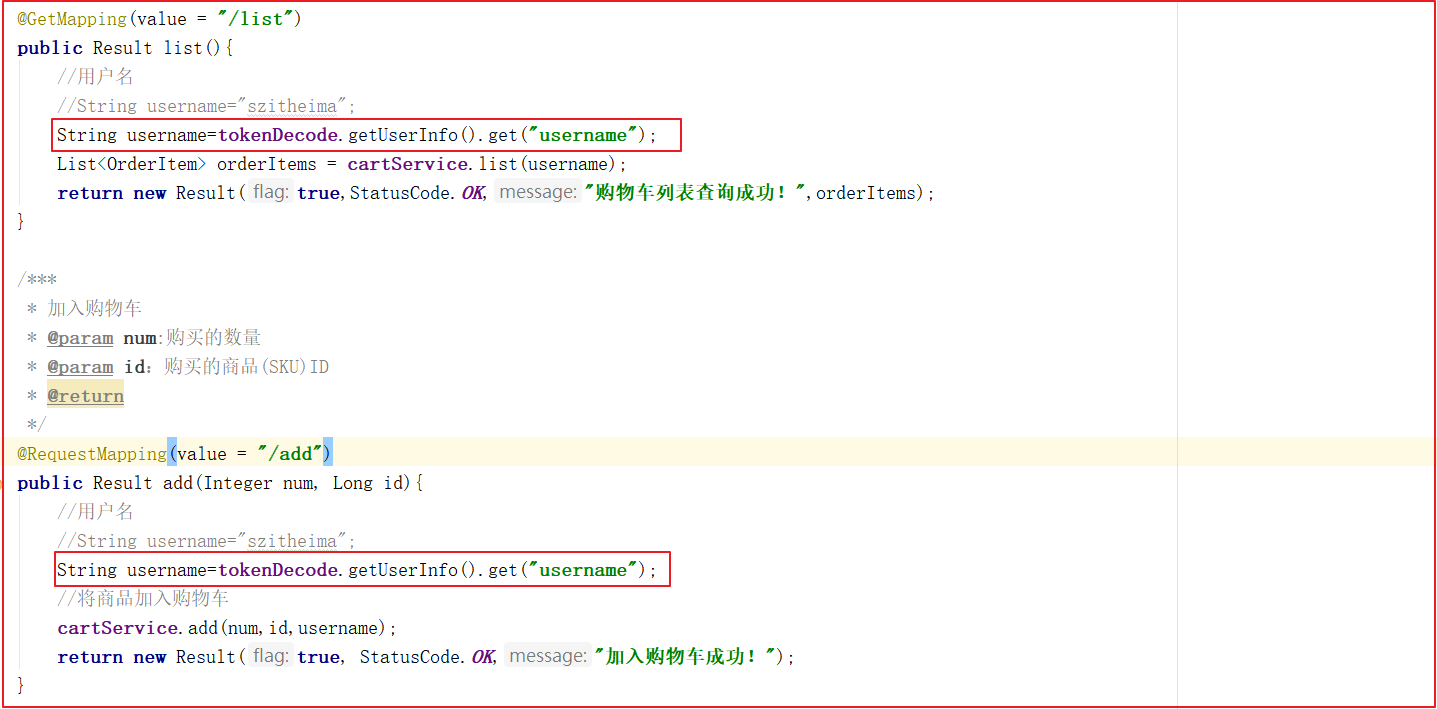 @GetMapping(value = "/list")
public Result list(){
//用户名
//String username="szitheima";
String username=tokenDecode.getUserInfo().get("username");
List<OrderItem> orderItems = cartService.list(username);
return new Result( flag: true,StatusCode.OK, message: "购物车列表查询成功！",orderItems);
}
/***
* 加入购物车
* @param num:购买的数量
* @param id：购买的商品(SKU)ID
* @return
*/
@RequestMapping(value = "/add")
public Result add(Integer num, Long id){
//用户名
//String username="szitheima";
String username=tokenDecode.getUserInfo().get("username");
//将商品加入购物车
cartService.add(num,id,username);
return new Result( flag: true, StatusCode.OK, message: "加入购物车成功！");
}